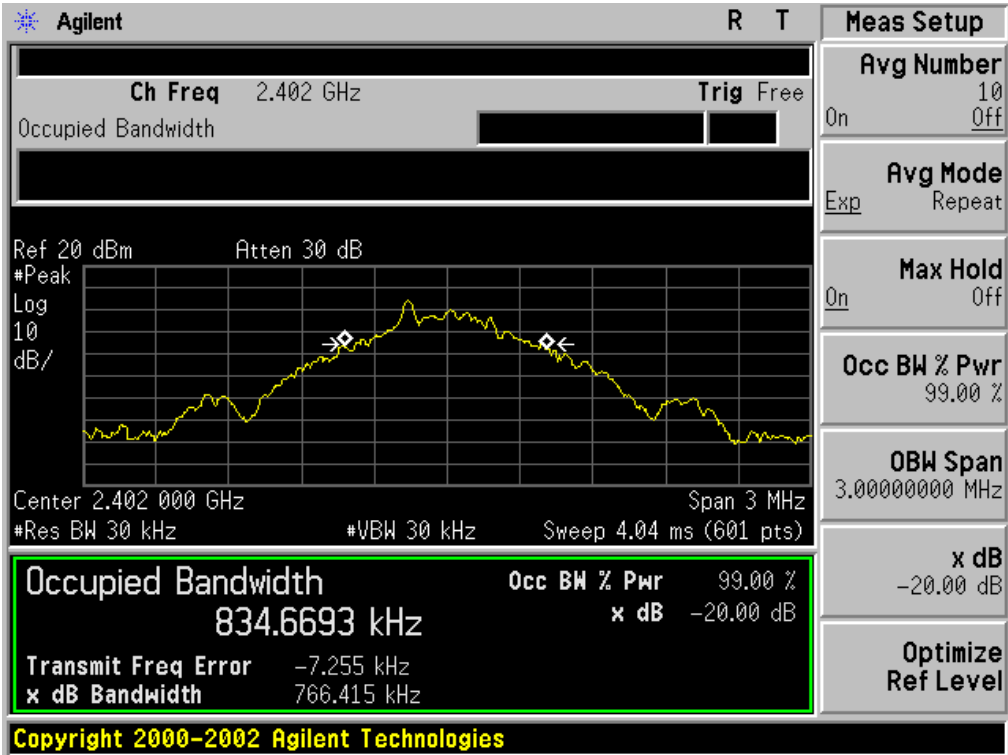 Agilent R T
Ch Freq 2.402 GHz Trig Free
Occupied Bandwidth
Ref 20 dBm Atten 30 dB
#Peak
Log
10
dB/
Center 2.402 000 GHz Span 3 MHz
#Res BW 30 kHz #VBW 30 kHz Sweep 4.04 ms (601 pts)
Occupied Bandwidth Occ BW % Pwr 99.00 %
834.6693 kHz x dB -20.00 dB
Transmit Freq Error -7.255 kHz
x dB Bandwidth 766.415 kHz
Copyright 2000-2002 Agilent Technologies
Meas Setup
Avg Number
10
On Off
Avg Mode
Exp Repeat
Max Hold
On Off
Occ BW % Pwr
99.00 %
OBW Span
3.00000000 MHz
x dB
-20.00 dB
Optimize
Ref Level